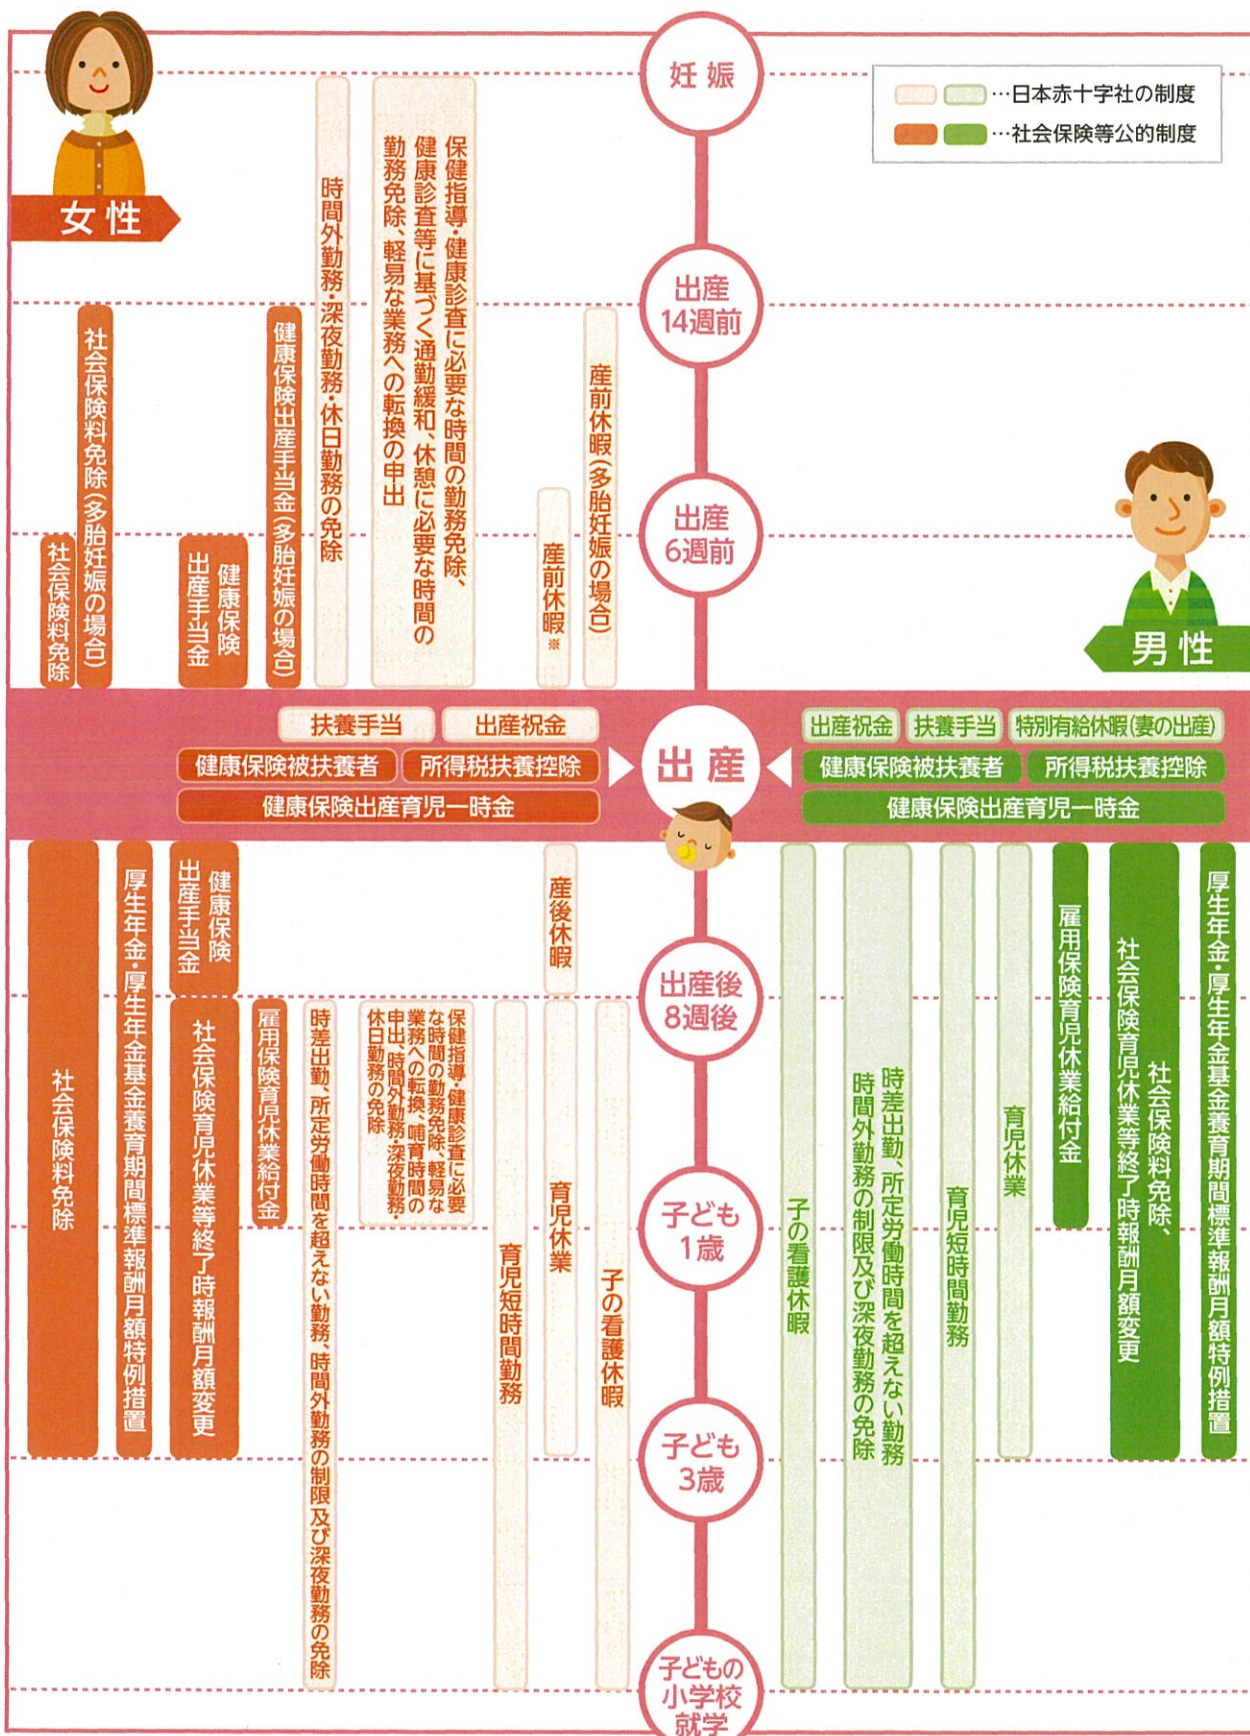 妊娠
…日本赤十字社の制度
…社会保険等公的制度
女性
出産
14週前
出産
6週前
男性
保健指導・健康診査に必要な時間の勤務免除、
健康診査等に基づく通勤緩和、休憩に必要な時間の
勤務免除、軽易な業務への転換の申出
時間外勤務・深夜勤務・休日勤務の免除
産前休暇(多胎妊娠の場合)
産前休暇※
健康保険出産手当金(多胎妊娠の場合)
健康保険
出産手当金
社会保険料免除(多胎妊娠の場合)
社会保険料免除
扶養手当
出産祝金
健康保険被扶養者
所得税扶養控除
健康保険出産育児一時金
出産
出産祝金
扶養手当
特別有給休暇(妻の出産)
健康保険被扶養者
所得税扶養控除
健康保険出産育児一時金
出産後
8週後
子ども
1歳
子ども
3歳
子どもの
小学校
就学
社会保険料免除
厚生年金・厚生年金基金養育期間標準報酬月額特例措置
健康保険
出産手当金
社会保険育児休業等終了時報酬月額変更
雇用保険育児休業給付金
時差出勤、所定労働時間を超えない勤務、時間外勤務の制限及び深夜勤務の免除
保健指導・健康診査に必要
な時間の勤務免除、軽易な
業務への転換、哺育時間の
申出、時間外勤務・深夜勤務・
休日勤務の免除
育児短時間勤務
産後休暇
育児休業
子の看護休暇
子の看護休暇
時差出勤、所定労働時間を超えない勤務
時間外勤務の制限及び深夜勤務の免除
育児短時間勤務
育児休業
雇用保険育児休業給付金
社会保険料免除、
社会保険育児休業等終了時報酬月額変更
厚生年金・厚生年金基金養育期間標準報酬月額特例措置